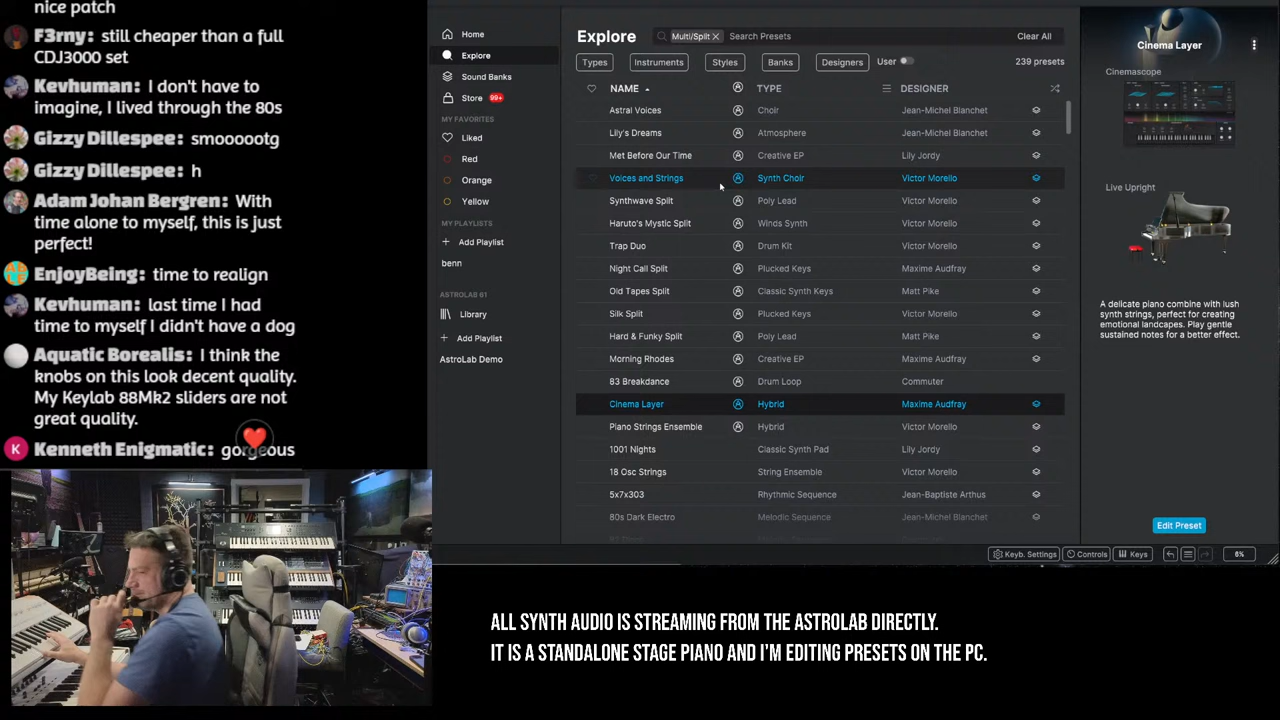 nice patch
F3rny: still cheaper than a full
CDJ3000 set
Kevhuman: I don't have to
imagine, I lived through the 80s
Gizzy Dillespee: smoooootg
Gizzy Dillespee: h
Adam Johan Bergren: With
time alone to myself, this is just
perfect!
EnjoyBeing: time to realign
Kevhuman: last time I had
time to myself I didn't have a dog
Aquatic Borealis: I think the
knobs on this look decent quality.
My Keylab 88Mk2 sliders are not
great quality.
K Kenneth Enigmatic: gorgeous
Home
Explore
Sound Banks
Store 99+
MY FAVORITES
Liked
Red
Orange
Yellow
MY PLAYLISTS
Add Playlist
benn
ASTROLAB 61
Library
Add Playlist
AstroLab Demo
Explore Multi/Split Search Presets Clear All
Types Instruments Styles Banks Designers User 239 presets
NAME TYPE DESIGNER
Astral Voices Choir Jean-Michel Blanchet
Lily's Dreams Atmosphere Jean-Michel Blanchet
Met Before Our Time Creative EP Lily Jordy
Voices and Strings Synth Choir Victor Morello
Synthwave Split Poly Lead Victor Morello
Haruto's Mystic Split Winds Synth Victor Morello
Trap Duo Drum Kit Victor Morello
Night Call Split Plucked Keys Maxime Audfray
Old Tapes Split Classic Synth Keys Matt Pike
Silk Split Plucked Keys Victor Morello
Hard & Funky Split Poly Lead Matt Pike
Morning Rhodes Creative EP Maxime Audfray
83 Breakdance Drum Loop Commuter
Cinema Layer Hybrid Maxime Audfray
Piano Strings Ensemble Hybrid Victor Morello
1001 Nights Classic Synth Pad Lily Jordy
18 Osc Strings String Ensemble Victor Morello
5x7x303 Rhythmic Sequence Jean-Baptiste Arthus
80s Dark Electro Melodic Sequence Jean-Michel Blanchet
Cinema Layer
Cinemascope
Live Upright
A delicate piano combine with lush
synth strings, perfect for creating
emotional landscapes. Play gentle
sustained notes for a better effect.
Edit Preset
Keyb. Settings Controls Keys 6%
ALL SYNTH AUDIO IS STREAMING FROM THE ASTROLAB DIRECTLY.
IT IS A STANDALONE STAGE PIANO AND I'M EDITING PRESETS ON THE PC.